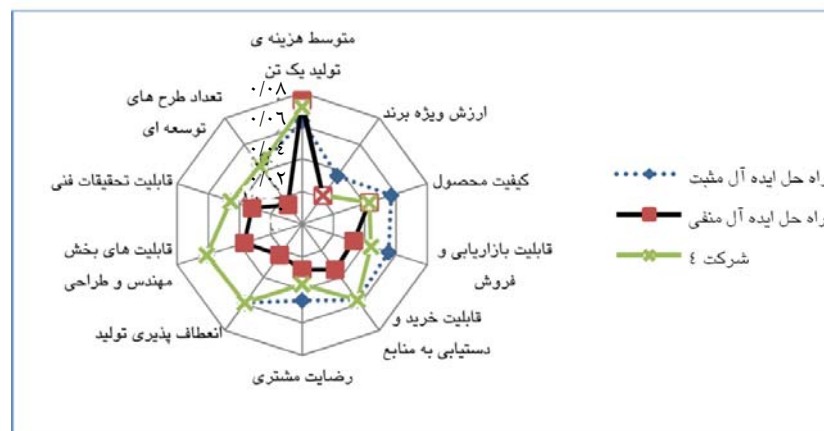 متوسط هزینه ی
تولید یک تن
ارزش ویژه برند
کیفیت محصول
قابلیت بازاریابی و
فروش
قابلیت خرید و
دستیابی به منابع
رضایت مشتری
انعطاف پذیری تولید
قابلیت های بخش
مهندس و طراحی
قابلیت تحقیقات فنی
تعداد طرح های
توسعه ای
۰/۰۸
۰/۰۶
۰/۰۴
۰/۰۲
راه حل ایده آل مثبت
راه حل ایده آل منفی
شرکت ٤